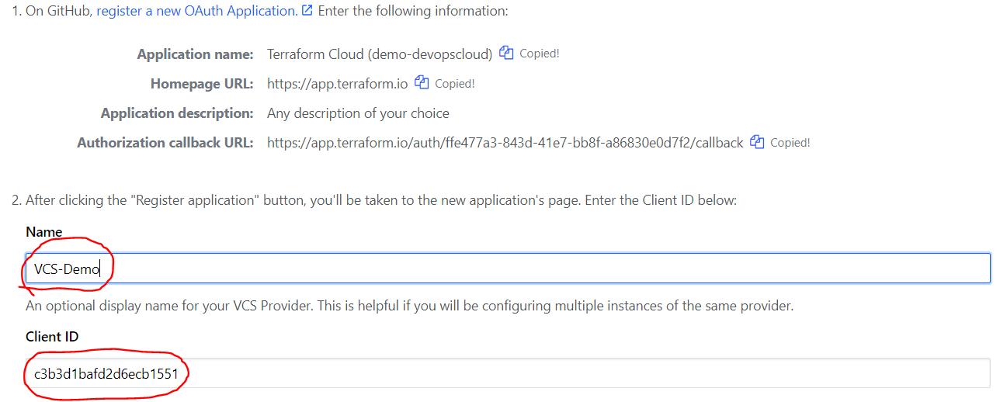 1. On GitHub, register a new OAuth Application. Enter the following information:
Application name: Terraform Cloud (demo-devopscloud) Copied!
Homepage URL: https://app.terraform.io Copied!
Application description: Any description of your choice
Authorization callback URL: https://app.terraform.io/auth/ffe477a3-843d-41e7-bb8f-a86830e0d7f2/callback Copied!
2. After clicking the "Register application" button, you'll be taken to the new application's page. Enter the Client ID below:
Name
VCS-Demo
An optional display name for your VCS Provider. This is helpful if you will be configuring multiple instances of the same provider.
Client ID
c3b3d1bafd2d6ecb1551